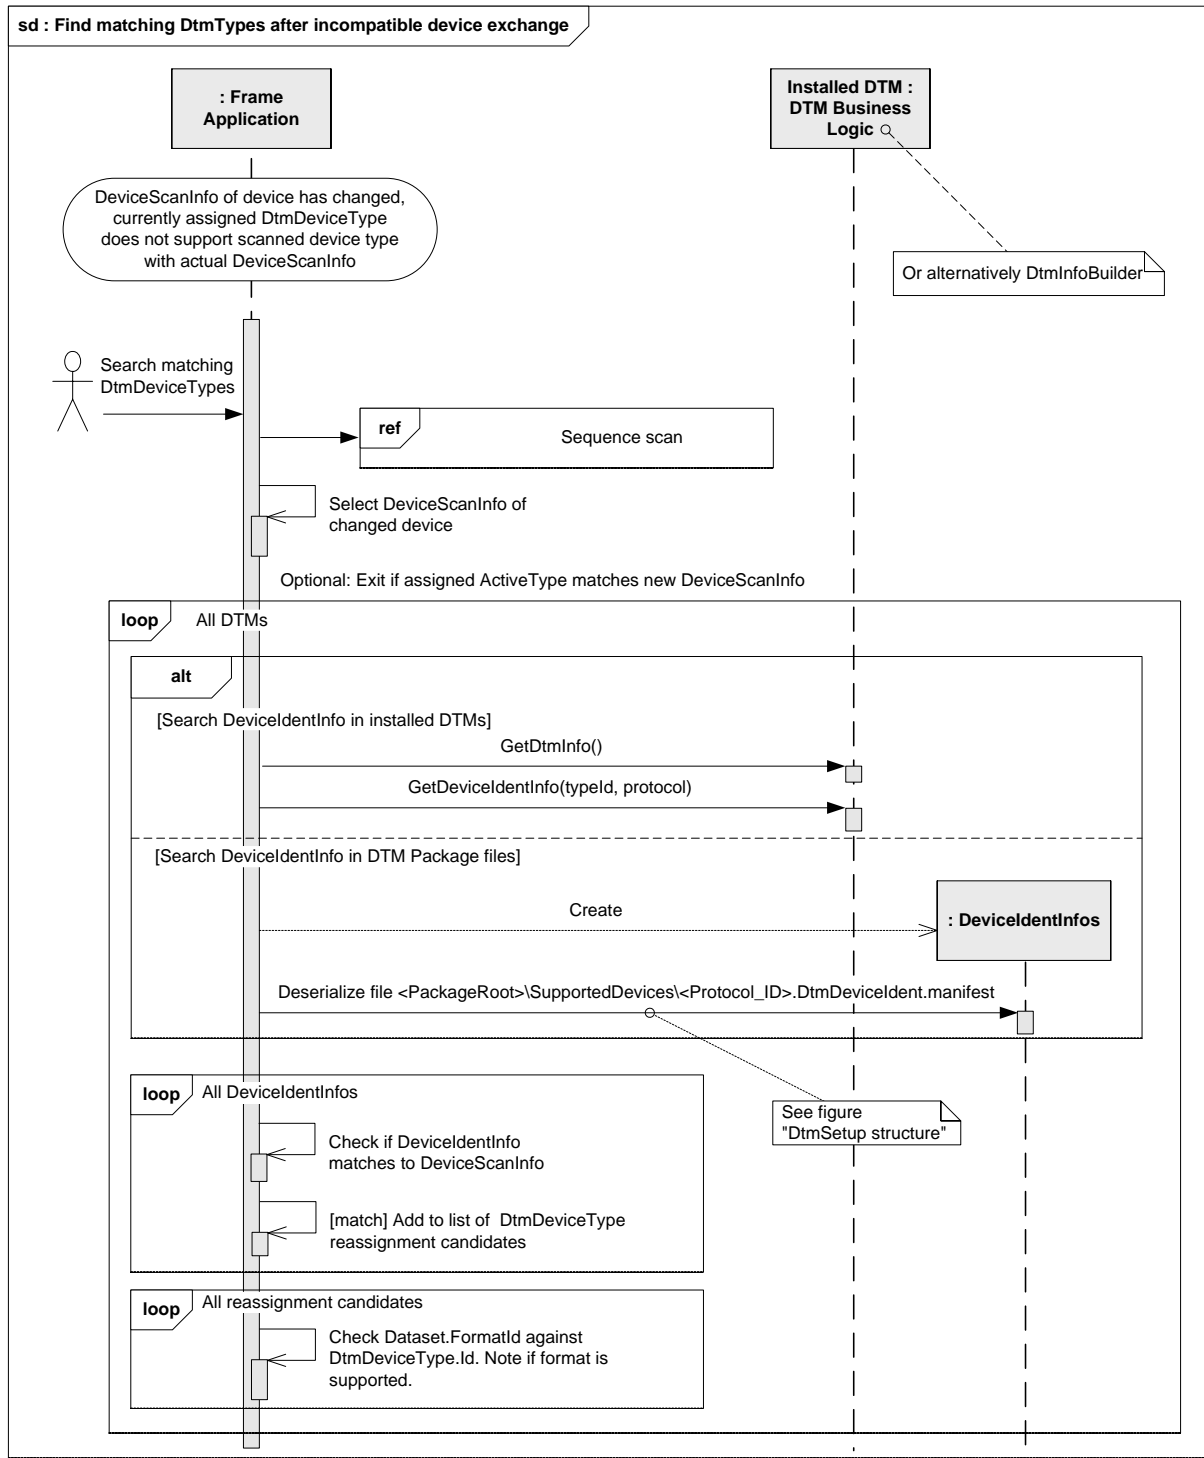 sd : Find matching DtmTypes after incompatible device exchange
: Frame
Application
Installed DTM :
DTM Business
Logic
DeviceScanInfo of device has changed,
currently assigned DtmDeviceType
does not support scanned device type
with actual DeviceScanInfo
Or alternatively DtmInfoBuilder
Search matching
DtmDeviceTypes
ref
Sequence scan
Select DeviceScanInfo of
changed device
Optional: Exit if assigned ActiveType matches new DeviceScanInfo
loop
All DTMs
alt
[Search DeviceIdentInfo in installed DTMs]
GetDtmInfo()
GetDeviceIdentInfo(typeId, protocol)
[Search DeviceIdentInfo in DTM Package files]
Create
: DeviceIdentInfos
Deserialize file <PackageRoot>\SupportedDevices\<Protocol_ID>.DtmDeviceIdent.manifest
loop
All DeviceIdentInfos
See figure
"DtmSetup structure"
Check if DeviceIdentInfo
matches to DeviceScanInfo
[match] Add to list of DtmDeviceType
reassignment candidates
loop
All reassignment candidates
Check Dataset.FormatId against
DtmDeviceType.Id. Note if format is
supported.